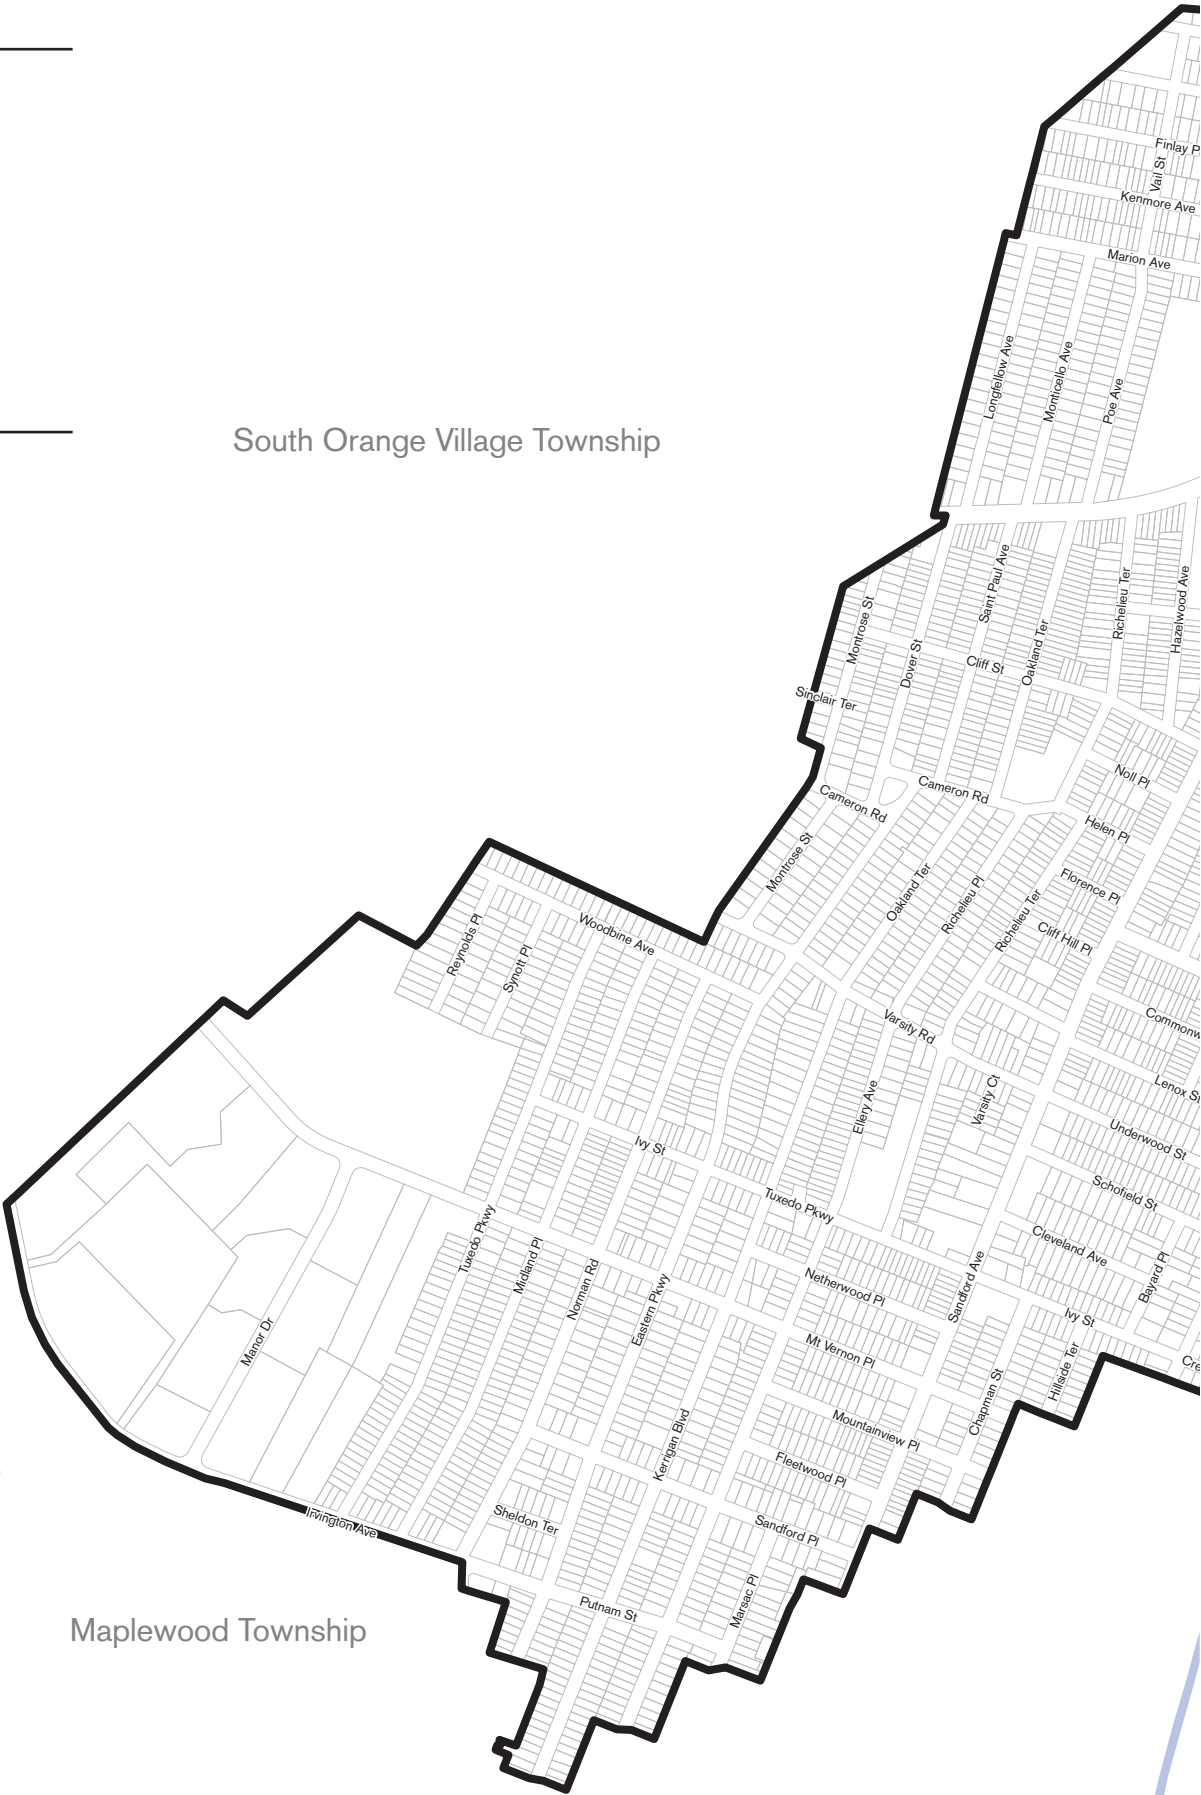 Finlay P
Vail St
Kenmore Ave
Marion Ave
Longfellow Ave
Monticello Ave
Poe Ave
South Orange Village Township
Saint Paul Ave
Richelieu Ter
Hazelwood Ave
Montrose St
Dover St
Oakland Ter
Cliff St
Sinclair Ter
Noll Pl
Cameron Rd
Cameron Rd
Helen Pl
Montrose St
Oakland Ter
Richelieu Pl
Florence Pl
Richelieu Ter
Cliff Hill Pl
Woodbine Ave
Reynolds Pl
Synott Pl
Varsity Rd
Commonw
Ellery Ave
Varsity Ct
Lenox St
Underwood St
Ivy St
Schofield St
Tuxedo Pkwy
Tuxedo Pkwy
Cleveland Ave
Midland Pl
Norman Rd
Eastern Pkwy
Netherwood Pl
Sandford Ave
Bayard Pl
Ivy St
Manor Dr
Mt Vernon Pl
Hillside Ter
Cre
Chapman St
Kerrigan Blvd
Mountainview Pl
Fleetwood Pl
Irvington Ave
Sheldon Ter
Sandford Pl
Marsac Pl
Putnam St
Maplewood Township